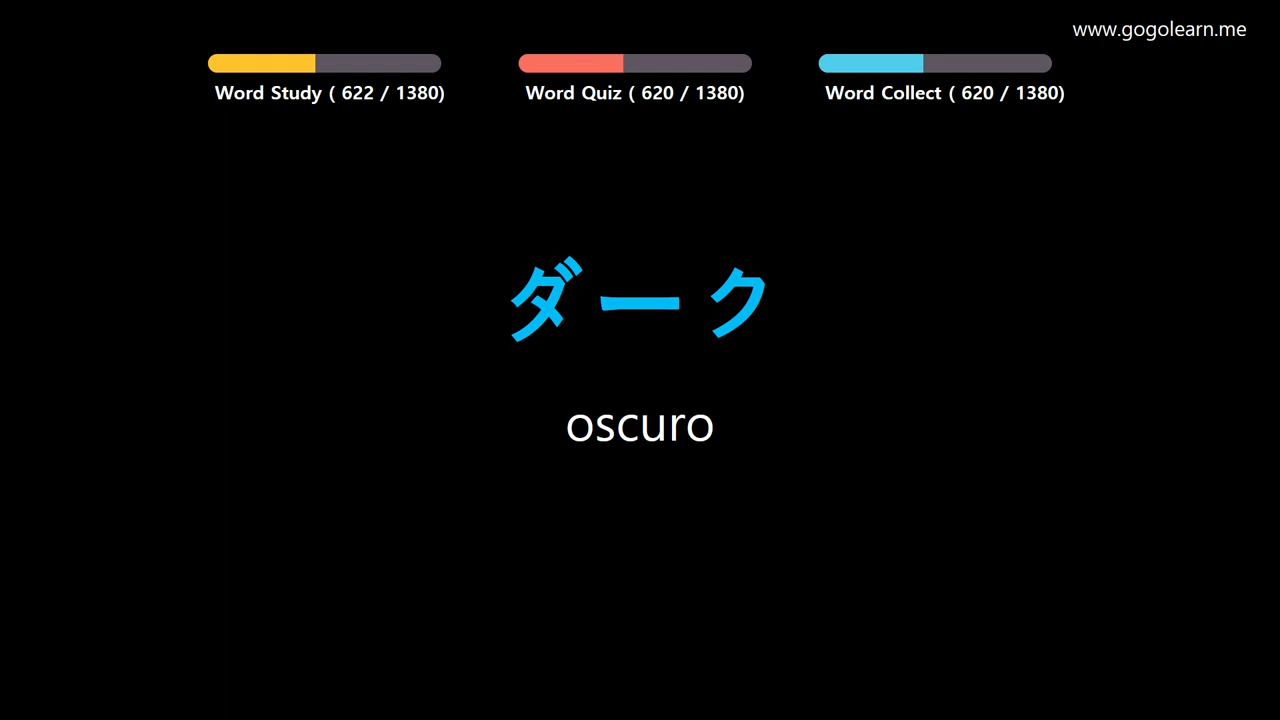 www.gogolearn.me
Word Study ( 622 / 1380)
Word Quiz ( 620 / 1380)
Word Collect ( 620 / 1380)
ダーク
oscuro